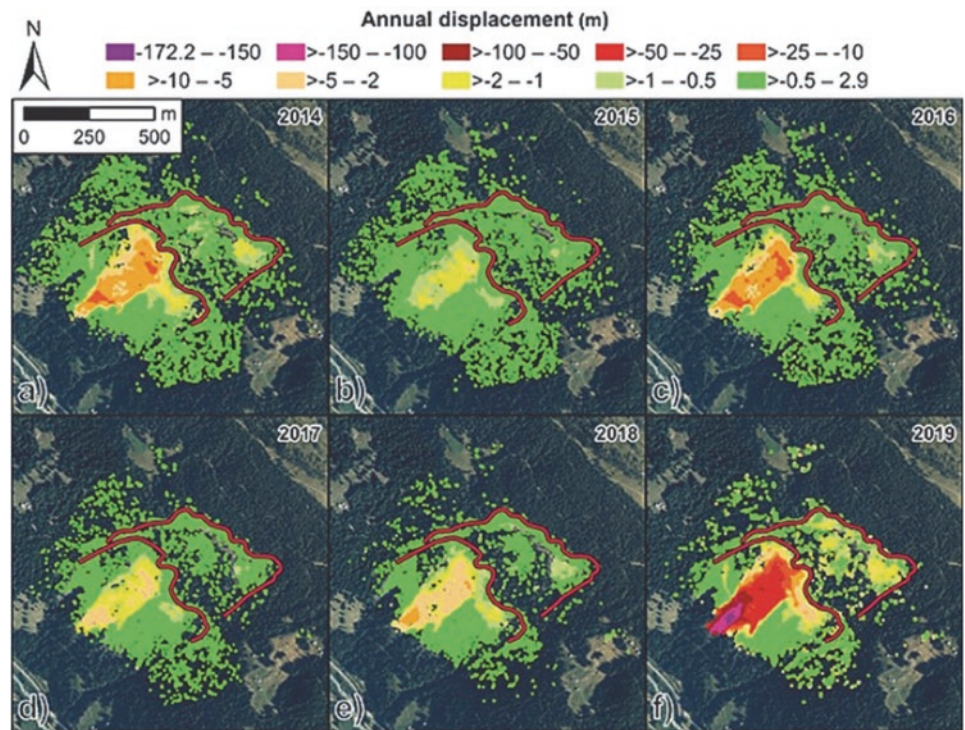 Annual displacement (m)
N
-172.2 – -150
>-150 – -100
>-100 – -50
>-50 – -25
>-25 – -10
>-10 – -5
>-5 – -2
>-2 – -1
>-1 – -0.5
>-0.5 – 2.9
0 250 500 m
2014
2015
2016
a)
b)
c)
2017
2018
2019
d)
e)
f)